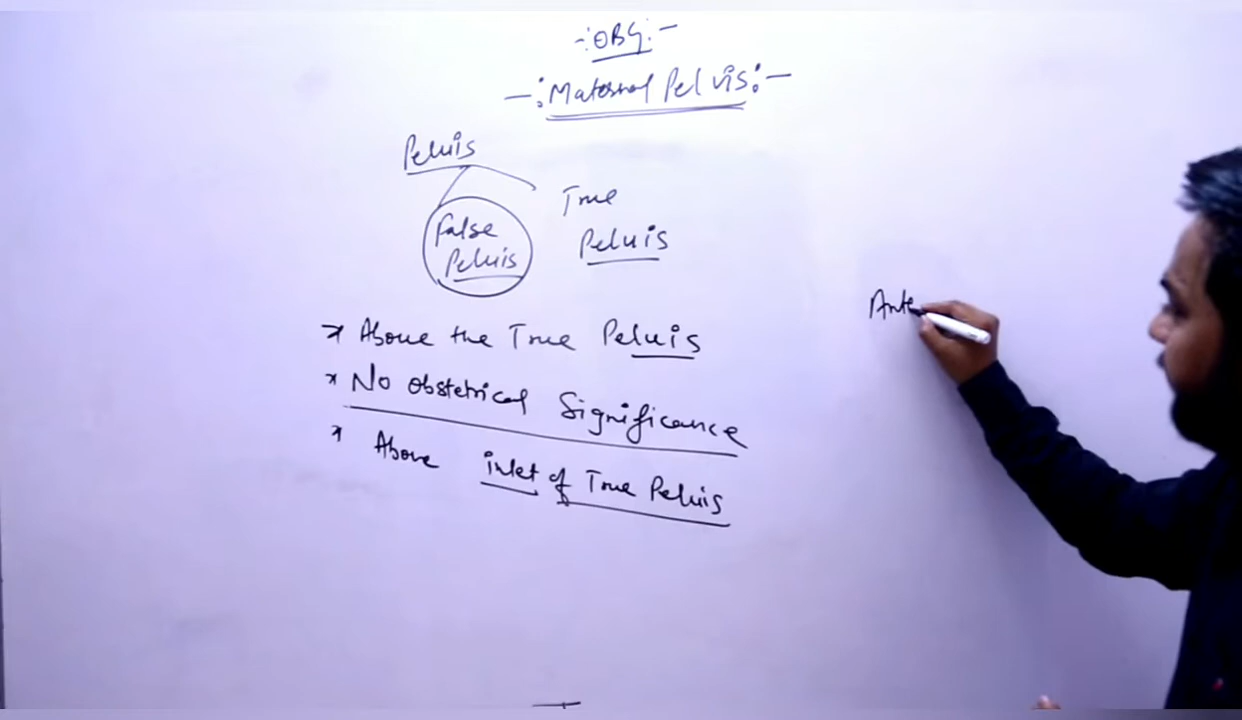 -: OBG :-
-: Maternal Pelvis :-
Pelvis
False
Pelvis
True
Pelvis
* Above the True Pelvis
* No obstetrical Significance
* Above inlet of True Pelvis
Ante